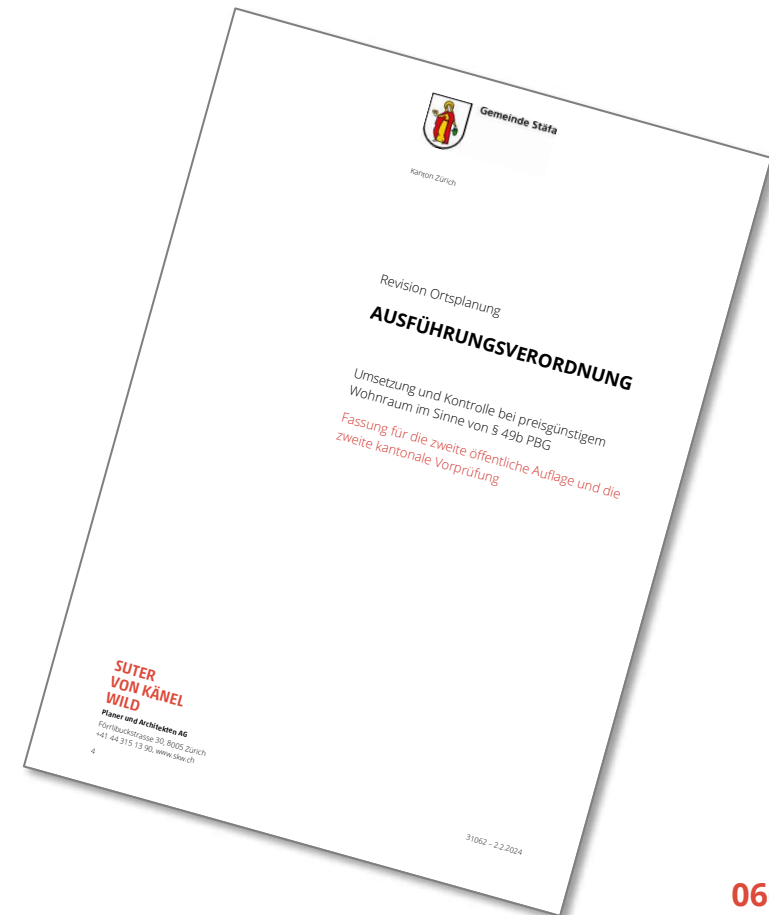 Gemeinde Stäfa
Kanton Zürich
Revision Ortsplanung
AUSFÜHRUNGSVERORDNUNG
Umsetzung und Kontrolle bei preisgünstigem
Wohnraum im Sinne von § 49b PBG
Fassung für die zweite öffentliche Auflage und die
zweite kantonale Vorprüfung
SUTER
VON KÄNEL
WILD
Planer und Architekten AG
Förrlibuckstrasse 30, 8005 Zürich
+41 44 315 13 90, www.skw.ch
4
31062 – 2.2.2024
06